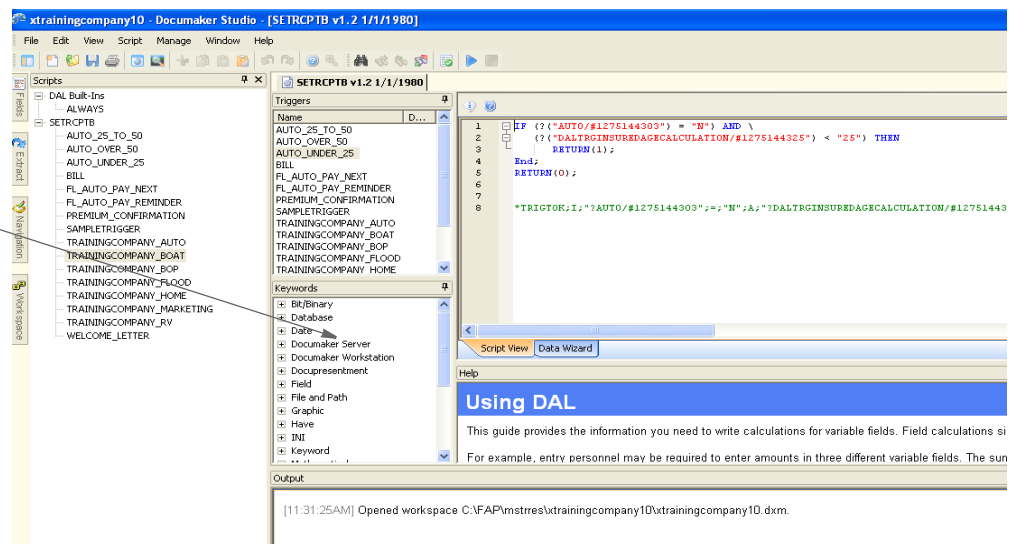 xtrainingcompany10 - Documaker Studio - [SETRCPTB v1.2 1/1/1980]
File Edit View Script Manage Window Help
Scripts
SETRCPTB v1.2 1/1/1980
Fields
Extract
Navigation
Workspace
DAL Built-Ins
ALWAYS
SETRCPTB
AUTO_25_TO_50
AUTO_OVER_50
AUTO_UNDER_25
BILL
FL_AUTO_PAY_NEXT
FL_AUTO_PAY_REMINDER
PREMIUM_CONFIRMATION
SAMPLETRIGGER
TRAININGCOMPANY_AUTO
TRAININGCOMPANY_BOAT
TRAININGCOMPANY_BOP
TRAININGCOMPANY_FLOOD
TRAININGCOMPANY_HOME
TRAININGCOMPANY_MARKETING
TRAININGCOMPANY_RV
WELCOME_LETTER
Triggers
Name D...
AUTO_25_TO_50
AUTO_OVER_50
AUTO_UNDER_25
BILL
FL_AUTO_PAY_NEXT
FL_AUTO_PAY_REMINDER
PREMIUM_CONFIRMATION
SAMPLETRIGGER
TRAININGCOMPANY_AUTO
TRAININGCOMPANY_BOAT
TRAININGCOMPANY_BOP
TRAININGCOMPANY_FLOOD
TRAININGCOMPANY_HOME
Keywords
Bit/Binary
Database
Date
Documaker Server
Documaker Workstation
Docupresentment
Field
File and Path
Graphic
Have
INI
Keyword
1 IF (?("AUTO/#1275144303") = "N") AND \
2 (?("DALTRGINSUREDAGECALCULATION/#1275144325") < "25") THEN
3 RETURN(1);
4 End;
5 RETURN(0);
6
7
8 *TRIGTOK;I;"?AUTO/#1275144303";=;"N";A;"?DALTRGINSUREDAGECALCULATION/#12751443
Script View Data Wizard
Help
Using DAL
This guide provides the information you need to write calculations for variable fields. Field calculations si
For example, entry personnel may be required to enter amounts in three different variable fields. The sun
Output
[11:31:25AM] Opened workspace C:\FAP\mstrres\xtrainingcompany10\xtrainingcompany10.dxm.